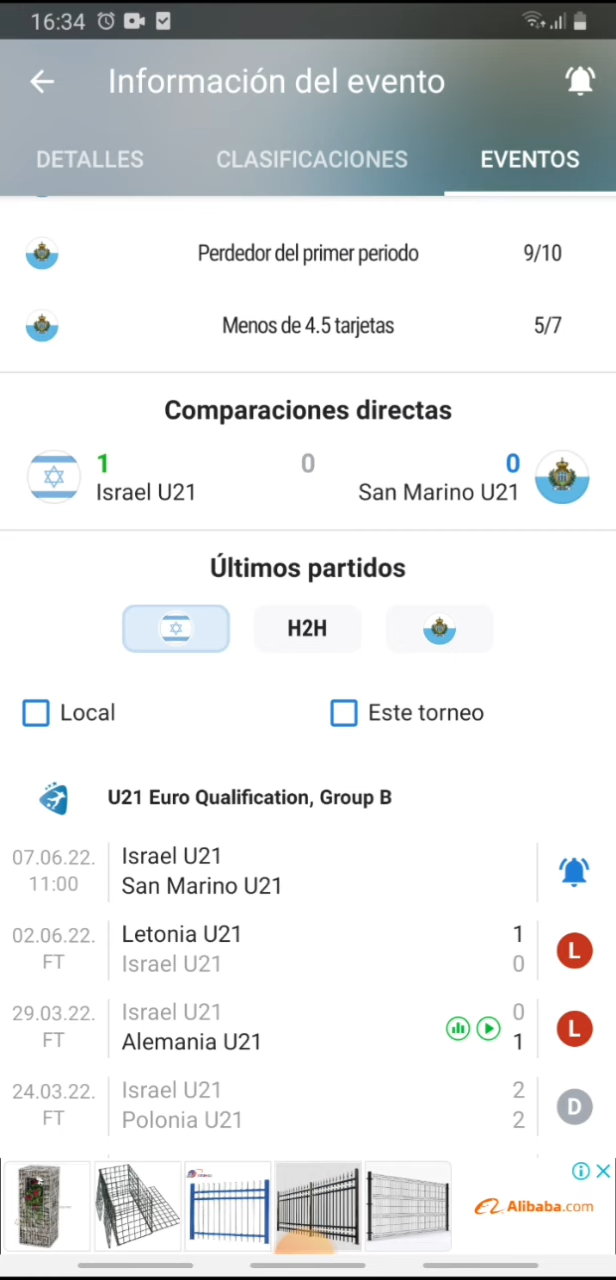 16:34
Información del evento
DETALLES CLASIFICACIONES EVENTOS
Perdedor del primer periodo 9/10
Menos de 4.5 tarjetas 5/7
Comparaciones directas
1 0 0
Israel U21 San Marino U21
Últimos partidos
H2H
Local Este torneo
U21 Euro Qualification, Group B
07.06.22. Israel U21
11:00 San Marino U21
02.06.22. Letonia U21 1
FT Israel U21 0
L
29.03.22. Israel U21 0
FT Alemania U21 1
L
24.03.22. Israel U21 2
FT Polonia U21 2
D
Alibaba.com